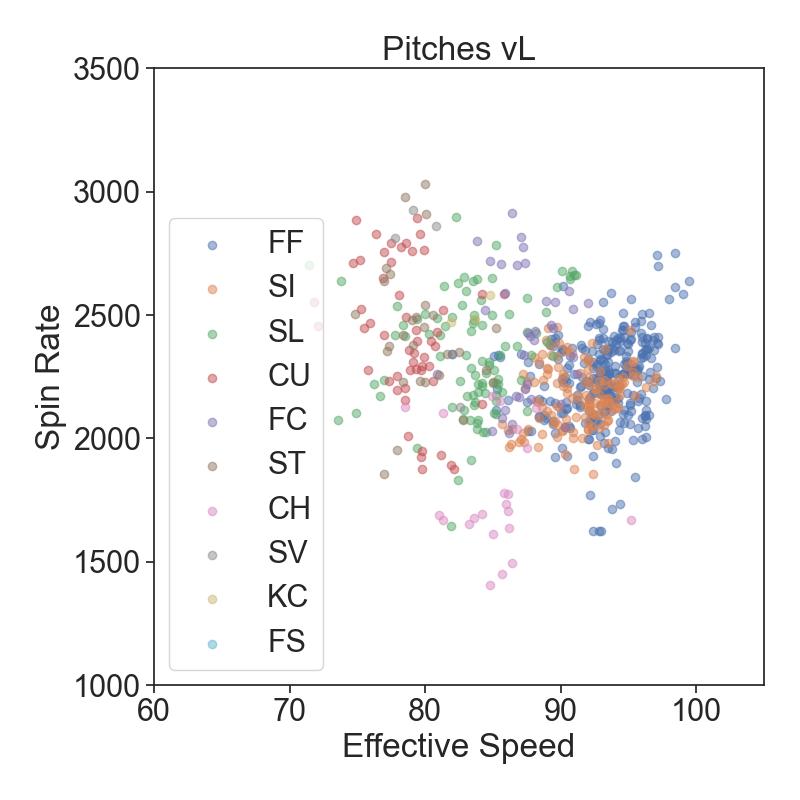 Pitches vL
3500
3000
2500
2000
1500
1000
Spin Rate
FF
SI
SL
CU
FC
ST
CH
SV
KC
FS
60 70 80 90 100
Effective Speed